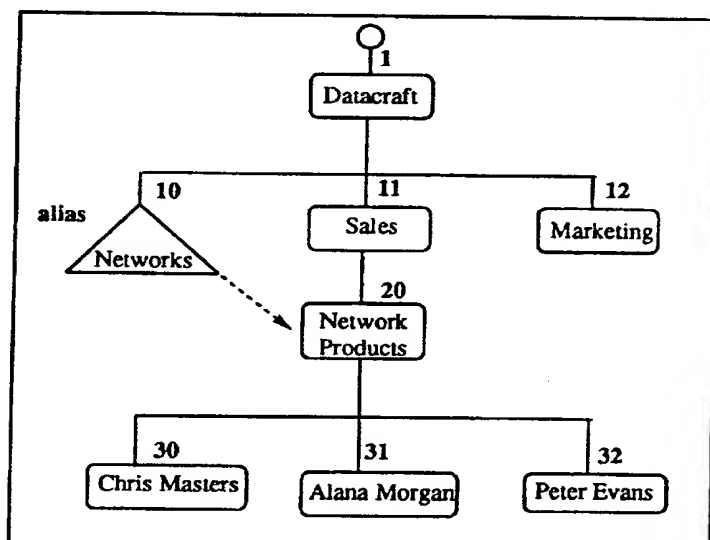 1
Datacraft
10
11
12
alias
Networks
Sales
Marketing
20
Network
Products
30
31
32
Chris Masters
Alana Morgan
Peter Evans